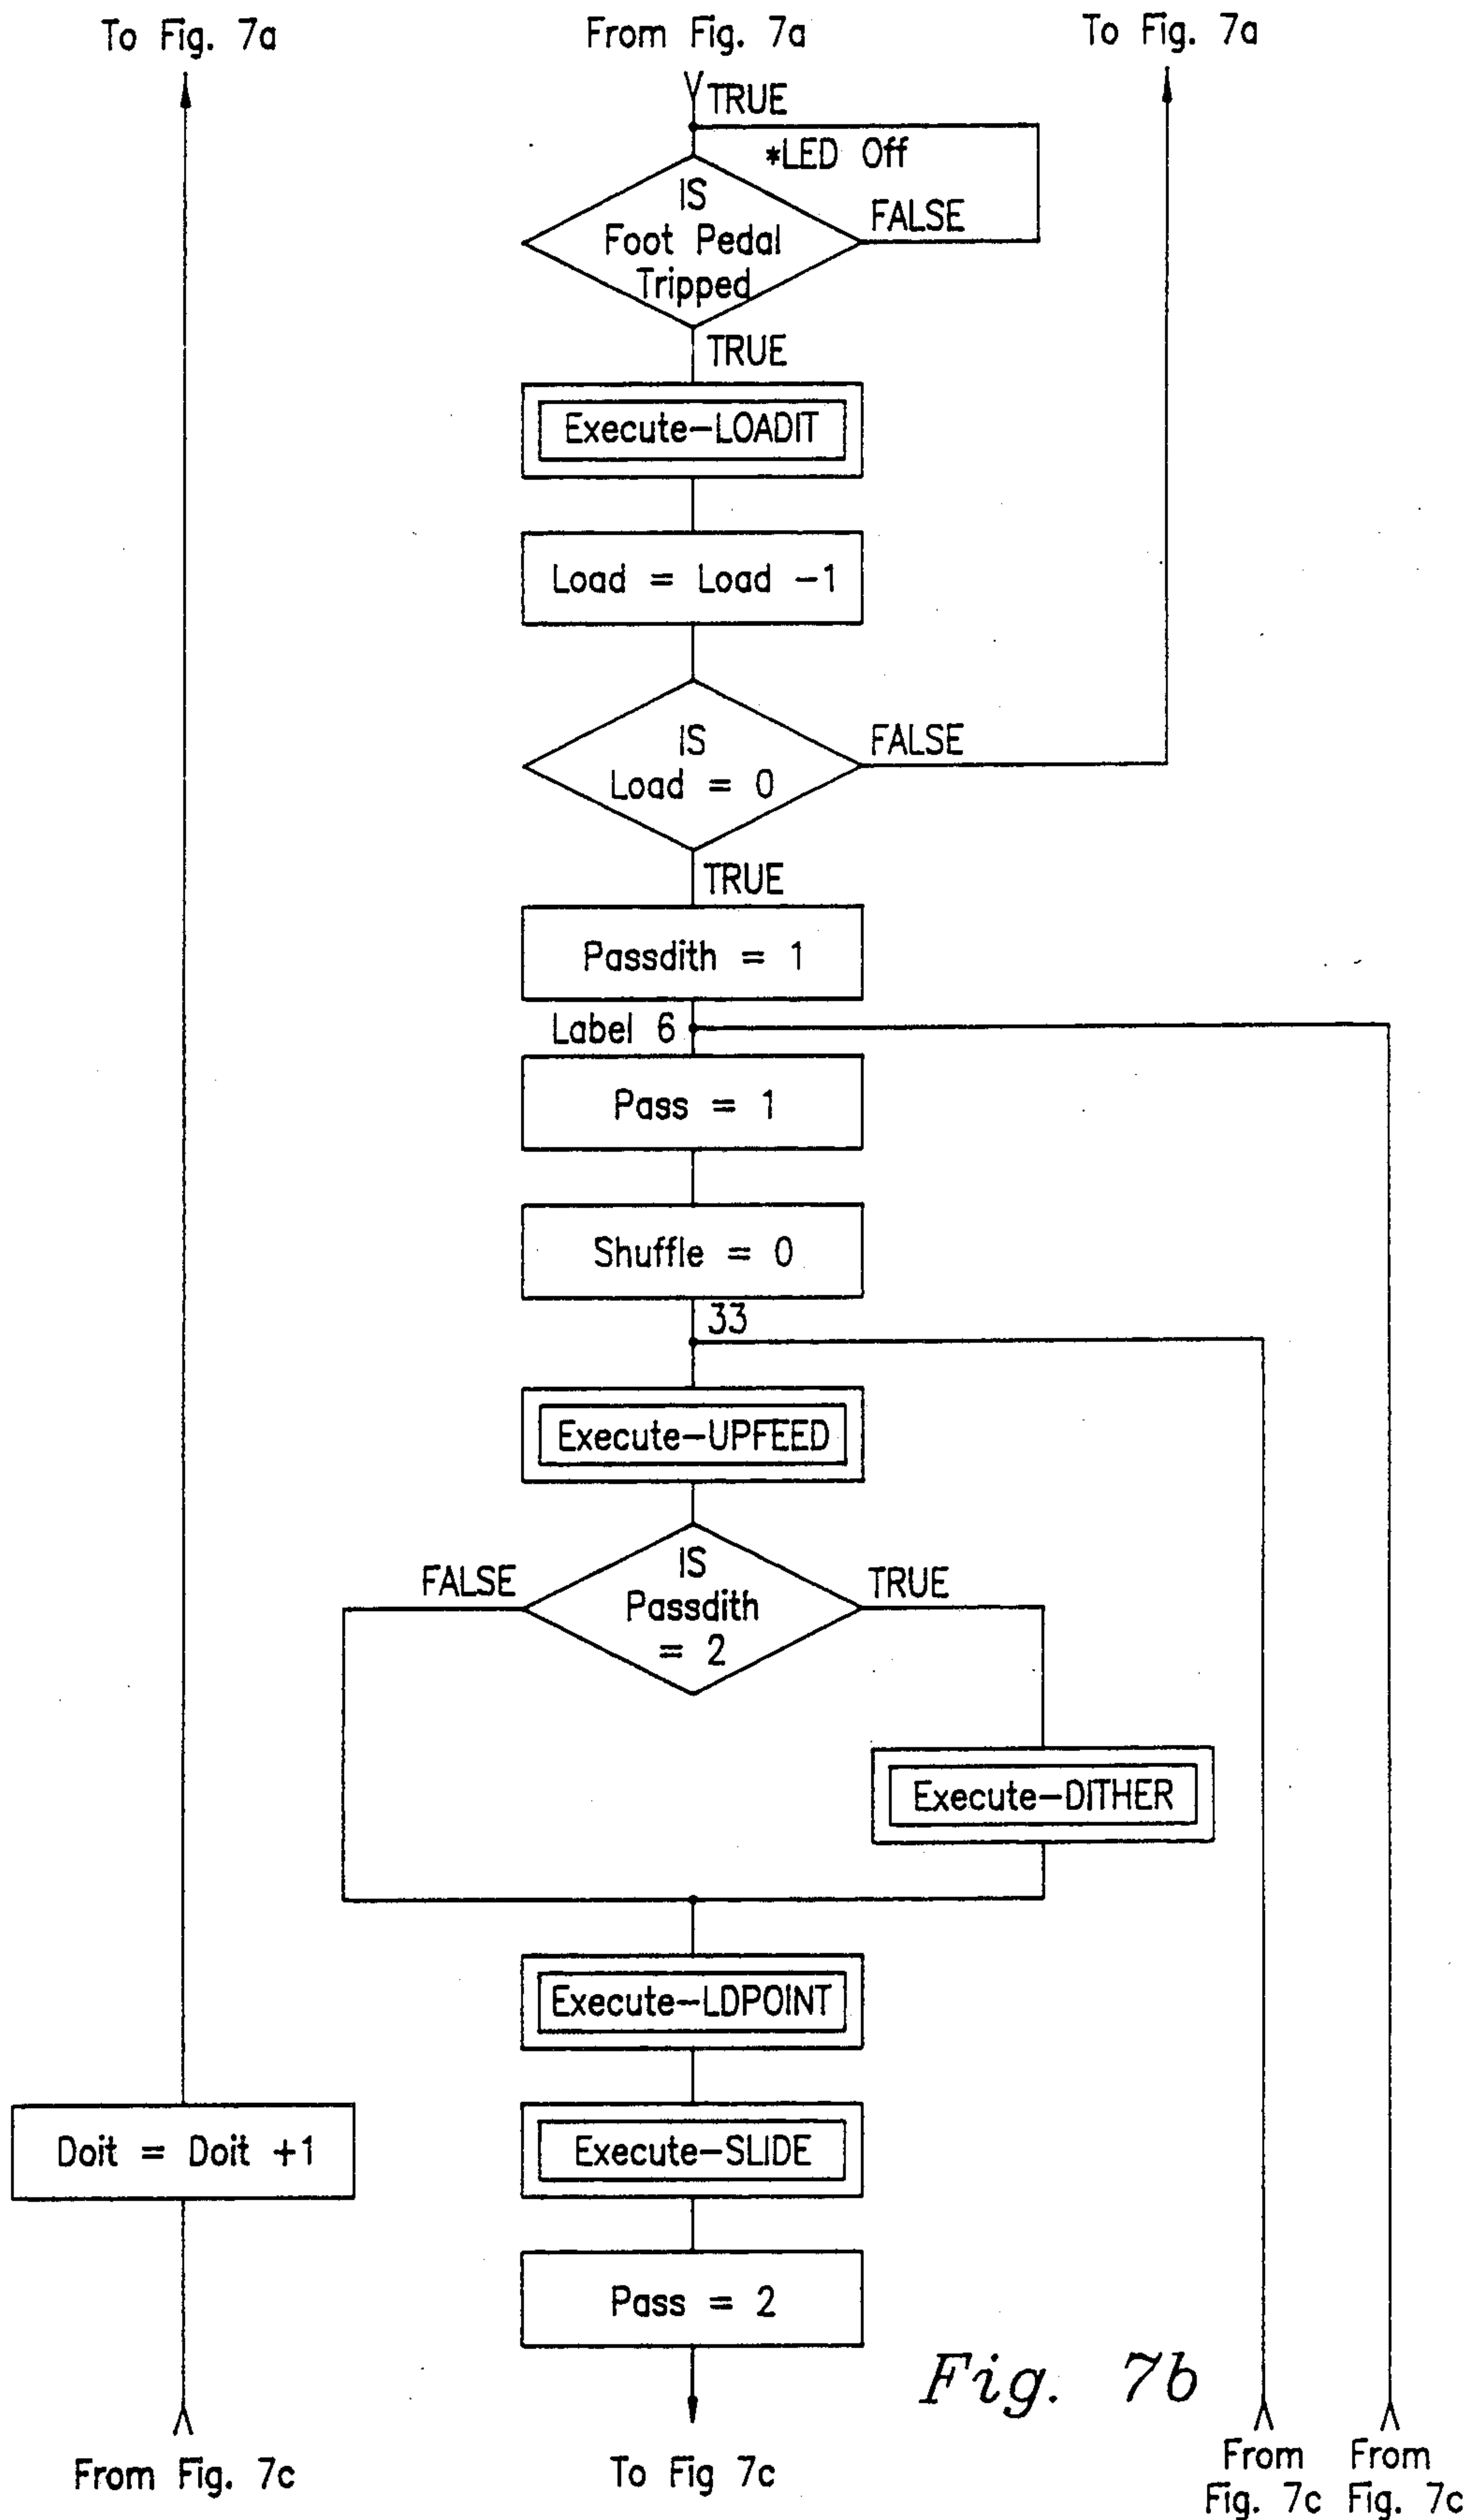 To Fig. 7a
From Fig. 7a
To Fig. 7a
TRUE
*LED Off
IS
Foot Pedal
Tripped
FALSE
TRUE
Execute-LOADIT
Load = Load -1
IS
Load = 0
FALSE
TRUE
Passdith = 1
Label 6
Pass = 1
Shuffle = 0
33
Execute-UPFEED
FALSE
IS
Passdith
= 2
TRUE
Execute-DITHER
Execute-LDPOINT
Doit = Doit +1
Execute-SLIDE
Pass = 2
Fig. 7b
From Fig. 7c
To Fig 7c
From
Fig. 7c
From
Fig. 7c